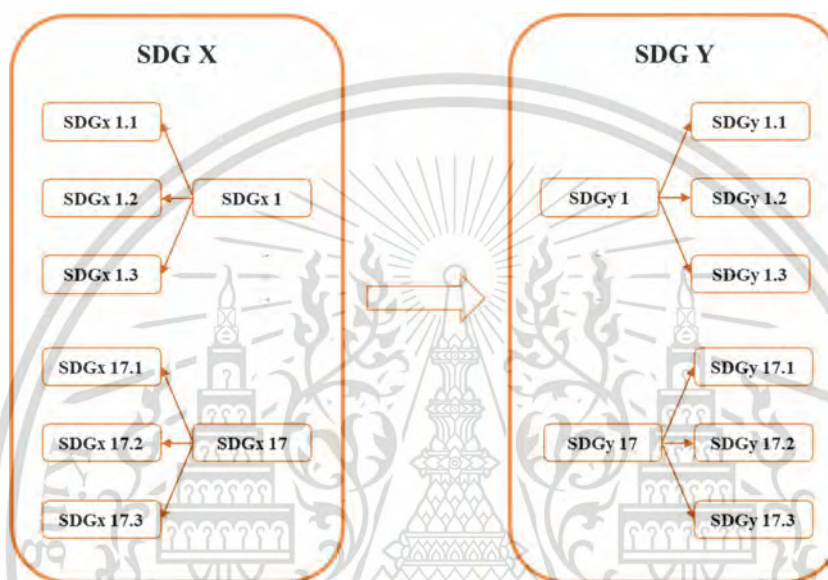 SDG X
SDGx 1.1
SDGx 1.2
SDGx 1
SDGx 1.3
SDGx 17.1
SDGx 17.2
SDGx 17
SDGx 17.3
SDG Y
SDGy 1.1
SDGy 1
SDGy 1.2
SDGy 1.3
SDGy 17.1
SDGy 17
SDGy 17.2
SDGy 17.3